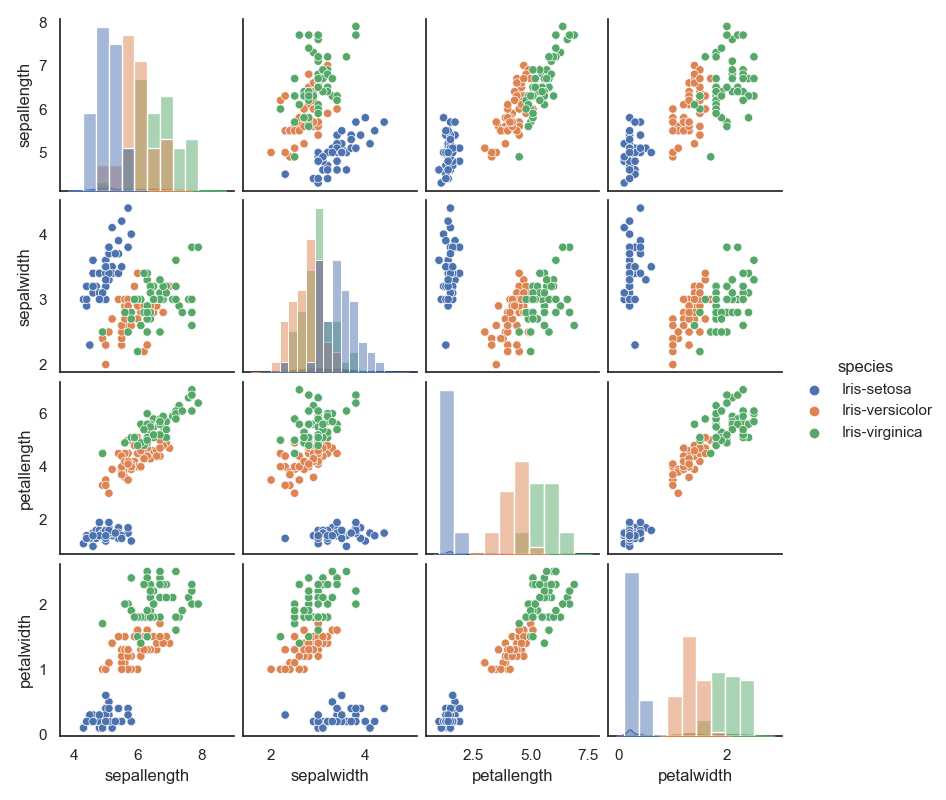 8
7
6
5
sepallength
4
3
2
sepalwidth
6
4
2
petallength
2
1
0
petalwidth
4 6 8
sepallength
2 4
sepalwidth
2.5 5.0 7.5
petallength
0 2
petalwidth
species
Iris-setosa
Iris-versicolor
Iris-virginica